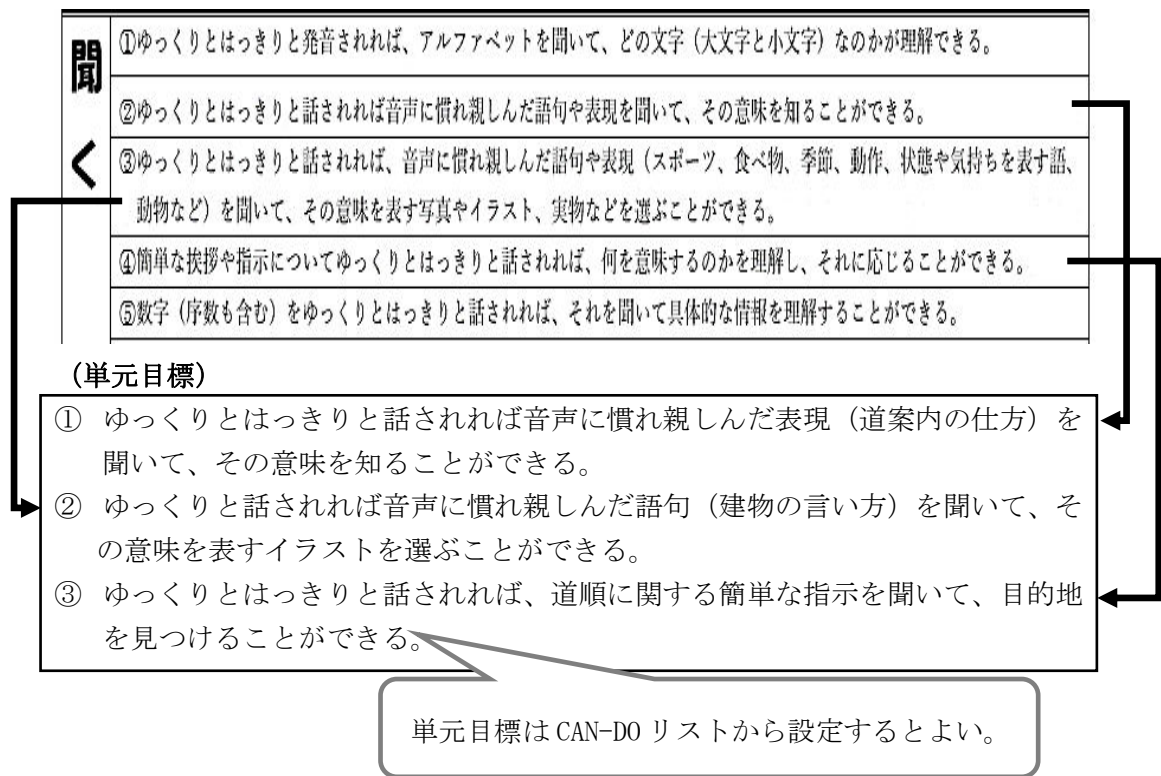 聞く
①ゆっくりとはっきりと発音されれば、アルファベットを聞いて、どの文字（大文字と小文字）なのかが理解できる。
②ゆっくりとはっきりと話されれば音声に慣れ親しんだ語句や表現を聞いて、その意味を知ることができる。
③ゆっくりとはっきりと話されれば、音声に慣れ親しんだ語句や表現（スポーツ、食べ物、季節、動作、状態や気持ちを表す語、
動物など）を聞いて、その意味を表す写真やイラスト、実物などを選ぶことができる。
④簡単な挨拶や指示についてゆっくりとはっきりと話されれば、何を意味するのかを理解し、それに応じることができる。
⑤数字（序数も含む）をゆっくりとはっきりと話されれば、それを聞いて具体的な情報を理解することができる。
（単元目標）
① ゆっくりとはっきりと話されれば音声に慣れ親しんだ表現（道案内の仕方）を
聞いて、その意味を知ることができる。
② ゆっくりと話されれば音声に慣れ親しんだ語句（建物の言い方）を聞いて、そ
の意味を表すイラストを選ぶことができる。
③ ゆっくりとはっきりと話されれば、道順に関する簡単な指示を聞いて、目的地
を見つけることができる。
単元目標は CAN-DO リストから設定するとよい。